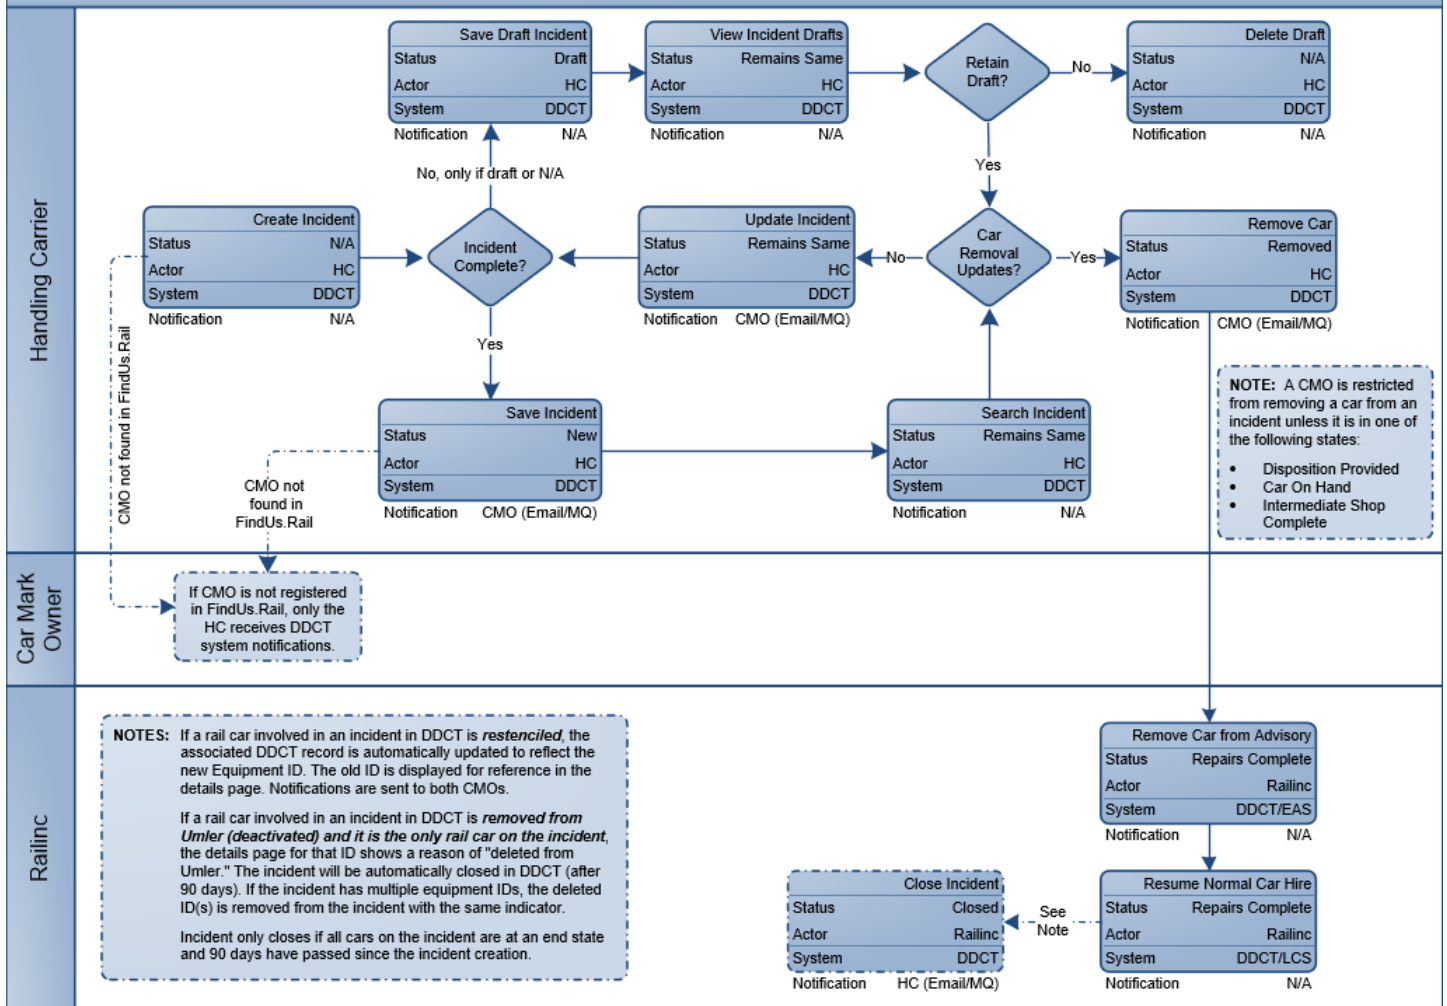 Handling Carrier
Save Draft Incident
Status Draft
Actor HC
System DDCT
Notification N/A
View Incident Drafts
Status Remains Same
Actor HC
System DDCT
Notification N/A
Retain
Draft?
No
Delete Draft
Status N/A
Actor HC
System DDCT
Notification N/A
No, only if draft or N/A
Yes
Create Incident
Status N/A
Actor HC
System DDCT
Notification N/A
Incident
Complete?
Update Incident
Status Remains Same
Actor HC
System DDCT
Notification CMO (Email/MQ)
No
Car
Removal
Updates?
Yes
Remove Car
Status Removed
Actor HC
System DDCT
Notification CMO (Email/MQ)
CMO not found in FindUs.Rail
Yes
Save Incident
Status New
Actor HC
System DDCT
Notification CMO (Email/MQ)
CMO not
found in
FindUs.Rail
Search Incident
Status Remains Same
Actor HC
System DDCT
Notification N/A
NOTE: A CMO is restricted
from removing a car from an
incident unless it is in one of
the following states:
• Disposition Provided
• Car On Hand
• Intermediate Shop
Complete
Car Mark
Owner
If CMO is not registered
in FindUs.Rail, only the
HC receives DDCT
system notifications.
Railinc
NOTES: If a rail car involved in an incident in DDCT is restenciled, the
associated DDCT record is automatically updated to reflect the
new Equipment ID. The old ID is displayed for reference in the
details page. Notifications are sent to both CMOs.
If a rail car involved in an incident in DDCT is removed from
Umler (deactivated) and it is the only rail car on the incident,
the details page for that ID shows a reason of "deleted from
Umler." The incident will be automatically closed in DDCT (after
90 days). If the incident has multiple equipment IDs, the deleted
ID(s) is removed from the incident with the same indicator.
Incident only closes if all cars on the incident are at an end state
and 90 days have passed since the incident creation.
Remove Car from Advisory
Status Repairs Complete
Actor Railinc
System DDCT/EAS
Notification N/A
Close Incident
Status Closed
Actor Railinc
System DDCT
Notification HC (Email/MQ)
See
Note
Resume Normal Car Hire
Status Repairs Complete
Actor Railinc
System DDCT/LCS
Notification N/A